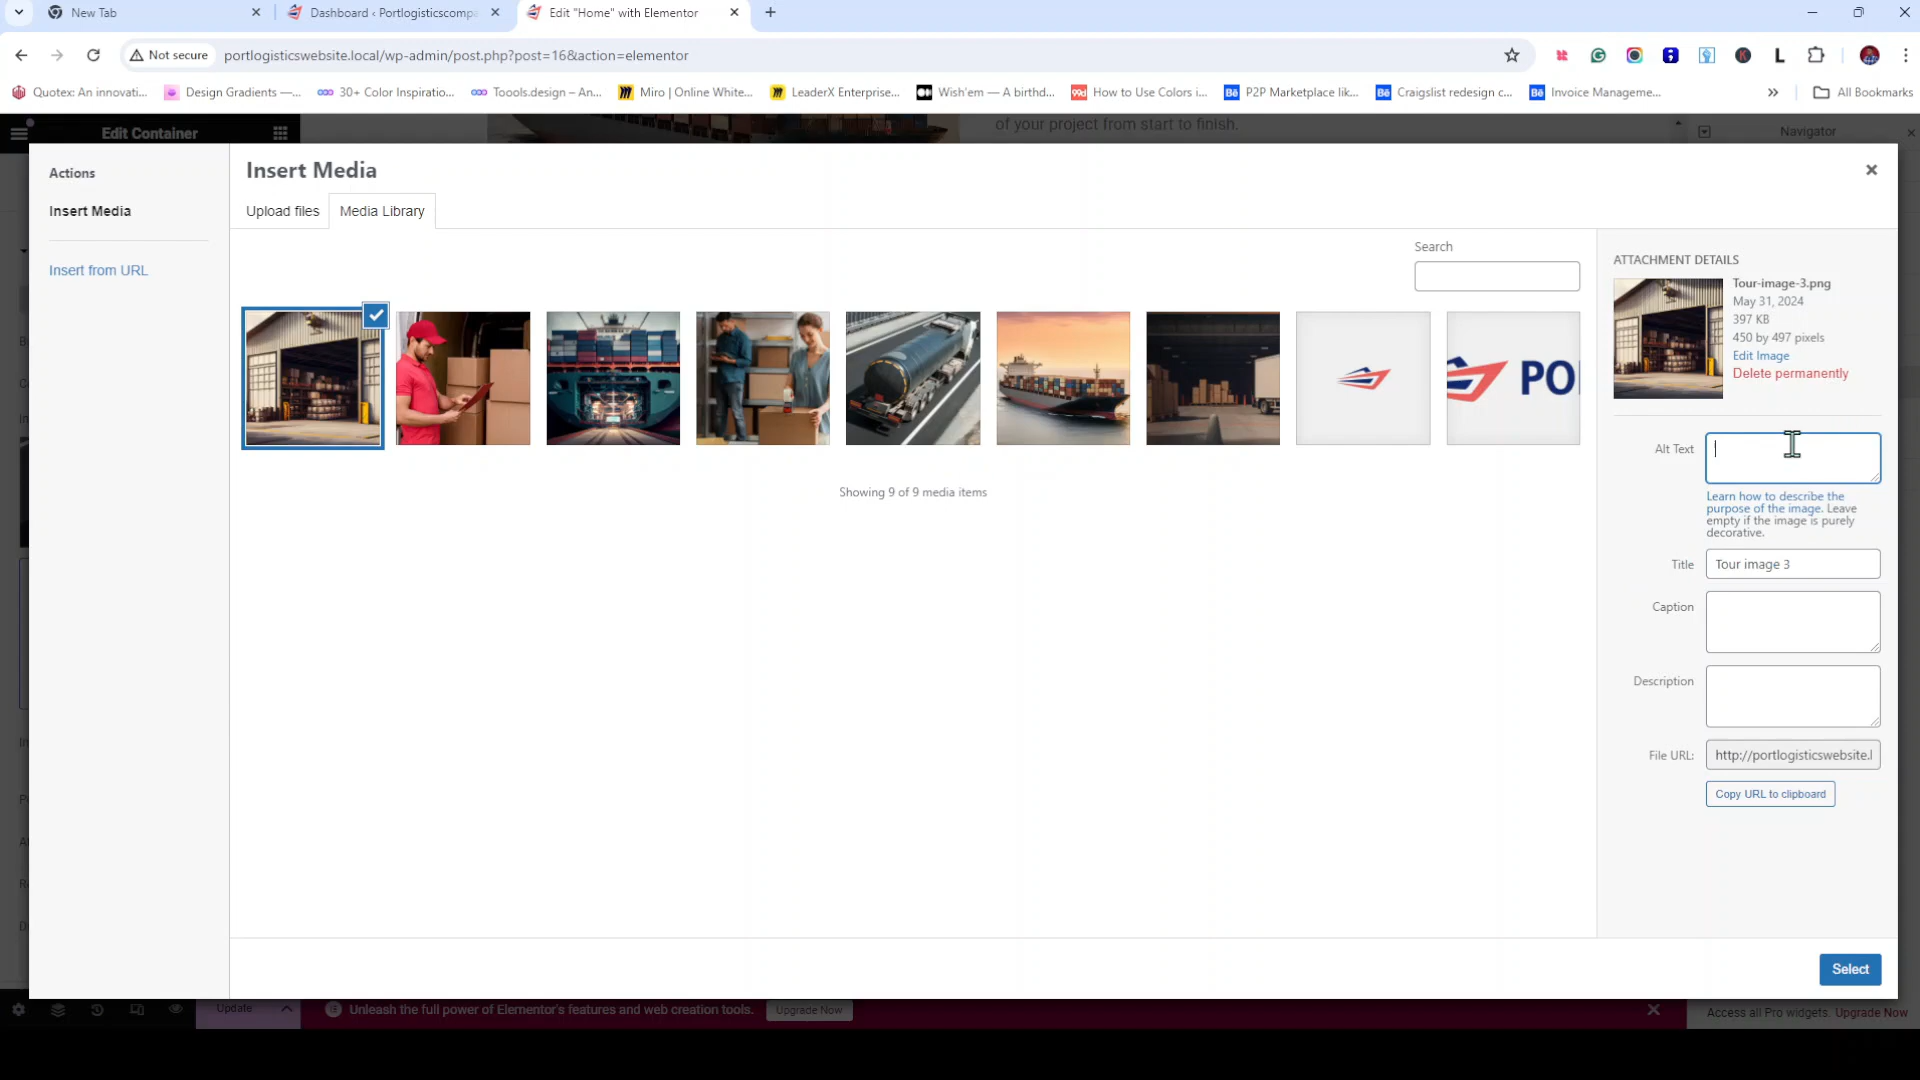 New Tab
Dashboard ‹ Portlogisticscompa
Edit "Home" with Elementor
Not secure
portlogisticswebsite.local/wp-admin/post.php?post=16&action=elementor
Quotex: An innovati...
Design Gradients —...
30+ Color Inspiratio...
Toools.design – An...
Miro | Online White...
LeaderX Enterprise...
Wish'em — A birthd...
How to Use Colors i...
P2P Marketplace lik...
Craigslist redesign c...
Invoice Manageme...
All Bookmarks
Edit Container
of your project from start to finish.
Navigator
Actions
Insert Media
Insert from URL
Insert Media
Upload files
Media Library
Search
PO
Showing 9 of 9 media items
ATTACHMENT DETAILS
Tour-image-3.png
May 31, 2024
397 KB
450 by 497 pixels
Edit Image
Delete permanently
Alt Text
Learn how to describe the
purpose of the image. Leave
empty if the image is purely
decorative.
Title
Tour image 3
Caption
Description
File URL:
http://portlogisticswebsite.l
Copy URL to clipboard
Select
Update
Unleash the full power of Elementor's features and web creation tools.
Upgrade Now
Access all Pro widgets. Upgrade Now